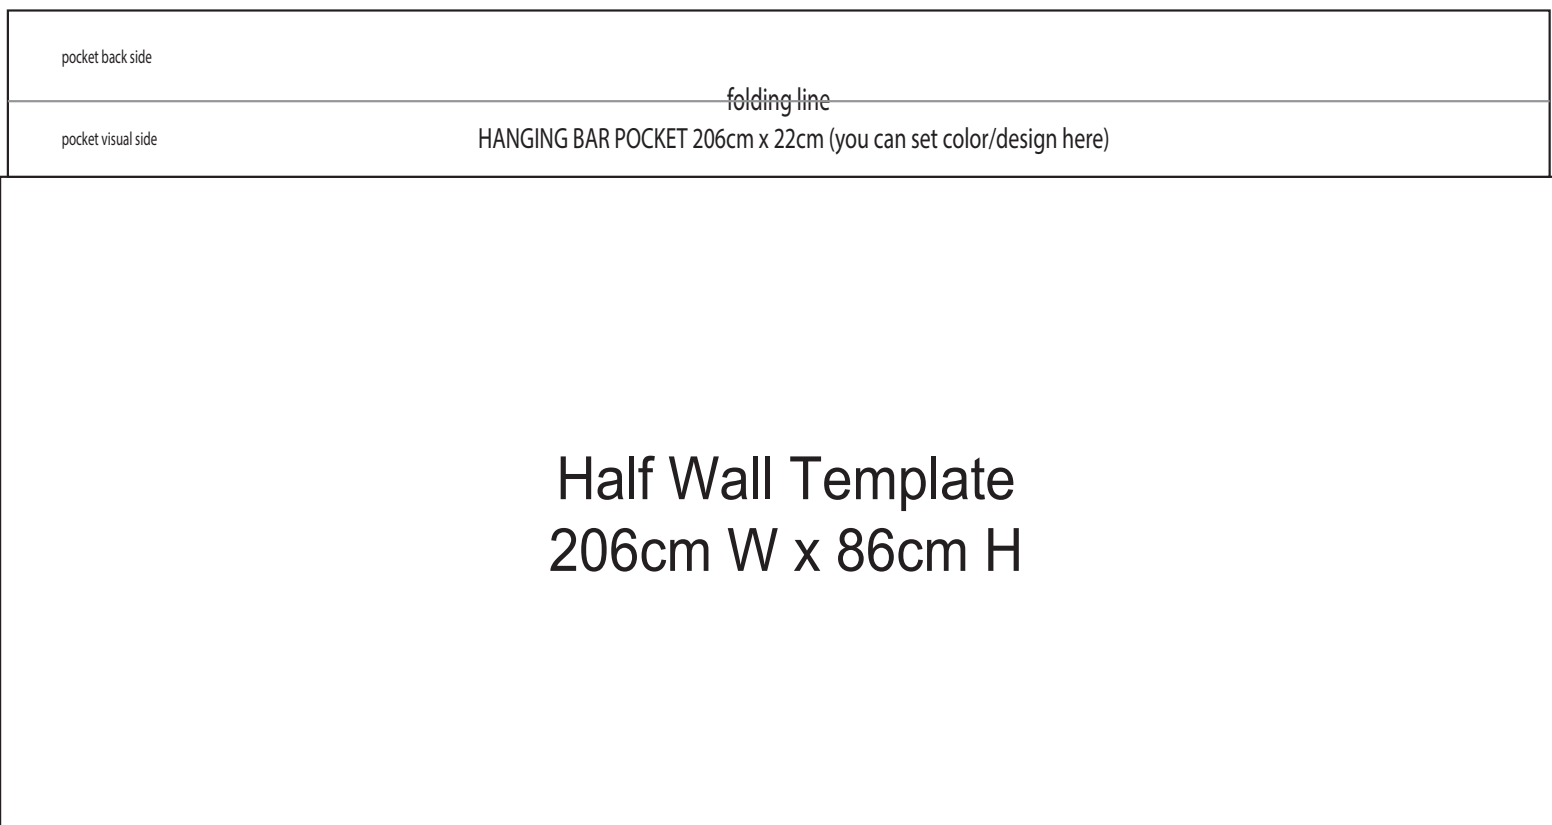 pocket back side
folding line
pocket visual side
HANGING BAR POCKET 206cm x 22cm (you can set color/design here)
Half Wall Template
206cm W x 86cm H